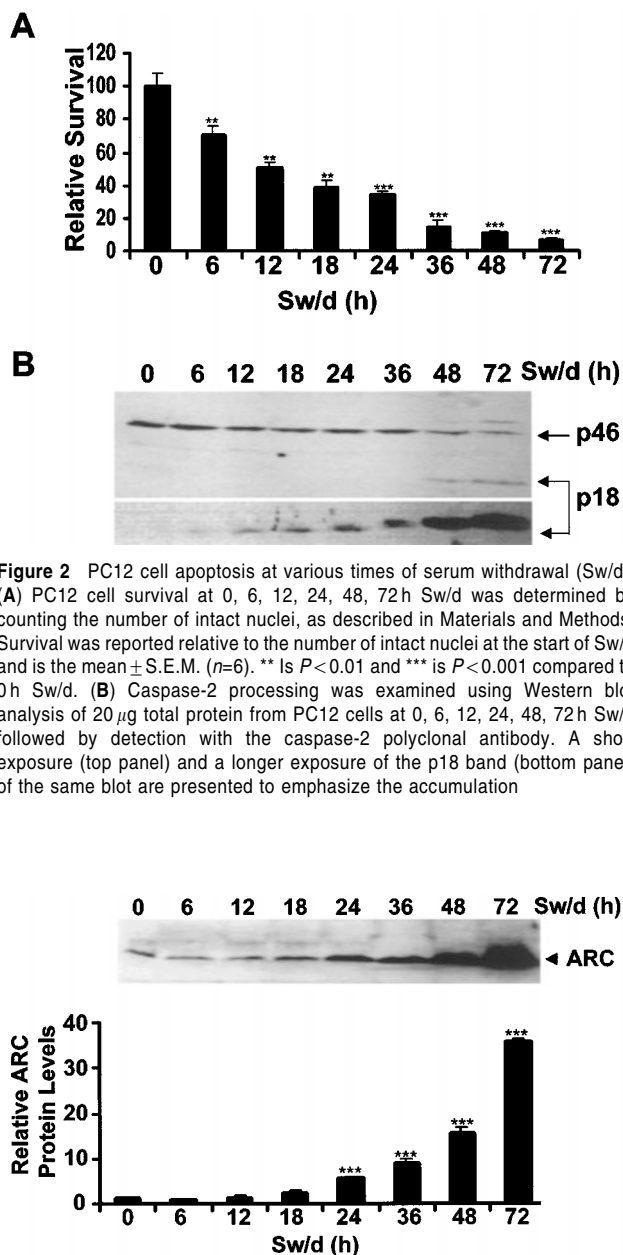 A
Relative Survival
120
100
80
60
40
20
0
** ** ** *** *** *** ***
0 6 12 18 24 36 48 72
Sw/d (h)
B
0 6 12 18 24 36 48 72 Sw/d (h)
p46
p18
Figure 2 PC12 cell apoptosis at various times of serum withdrawal (Sw/d
(A) PC12 cell survival at 0, 6, 12, 24, 48, 72 h Sw/d was determined b
counting the number of intact nuclei, as described in Materials and Methods
Survival was reported relative to the number of intact nuclei at the start of Sw/
and is the mean ± S.E.M. (n=6). ** Is P<0.01 and *** is P<0.001 compared t
0 h Sw/d. (B) Caspase-2 processing was examined using Western blo
analysis of 20 μg total protein from PC12 cells at 0, 6, 12, 24, 48, 72 h Sw/
followed by detection with the caspase-2 polyclonal antibody. A sho
exposure (top panel) and a longer exposure of the p18 band (bottom pane
of the same blot are presented to emphasize the accumulation
0 6 12 18 24 36 48 72 Sw/d (h)
ARC
Relative ARC
Protein Levels
40
30
20
10
0
*** *** *** ***
0 6 12 18 24 36 48 72
Sw/d (h)